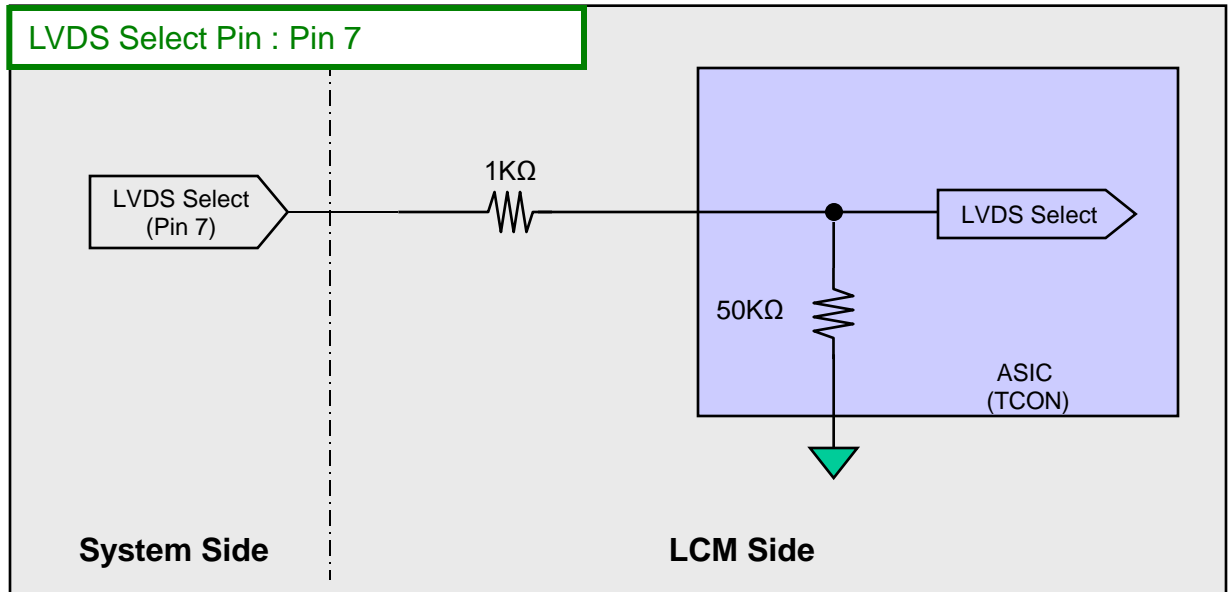 LVDS Select Pin : Pin 7
1KΩ
LVDS Select
(Pin 7)
LVDS Select
50KΩ
ASIC
(TCON)
System Side
LCM Side